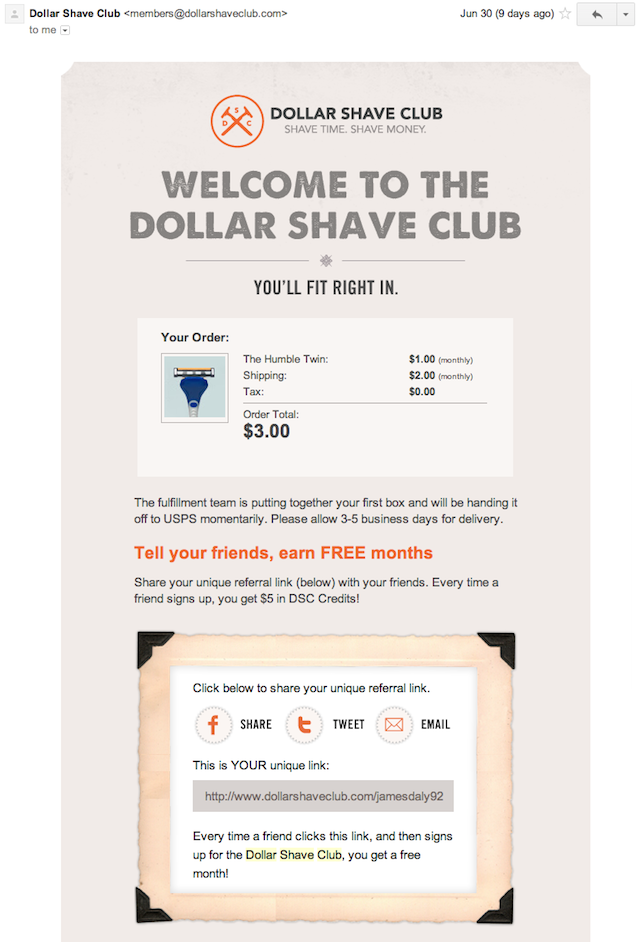 Dollar Shave Club <members@dollarshaveclub.com>
Jun 30 (9 days ago)
to me
D S C
DOLLAR SHAVE CLUB
SHAVE TIME. SHAVE MONEY.
WELCOME TO THE
DOLLAR SHAVE CLUB
YOU'LL FIT RIGHT IN.
Your Order:
The Humble Twin: $1.00 (monthly)
Shipping: $2.00 (monthly)
Tax: $0.00
Order Total:
$3.00
The fulfillment team is putting together your first box and will be handing it
off to USPS momentarily. Please allow 3-5 business days for delivery.
Tell your friends, earn FREE months
Share your unique referral link (below) with your friends. Every time a
friend signs up, you get $5 in DSC Credits!
Click below to share your unique referral link.
SHARE TWEET EMAIL
This is YOUR unique link:
http://www.dollarshaveclub.com/jamesdaly92
Every time a friend clicks this link, and then signs
up for the Dollar Shave Club, you get a free
month!